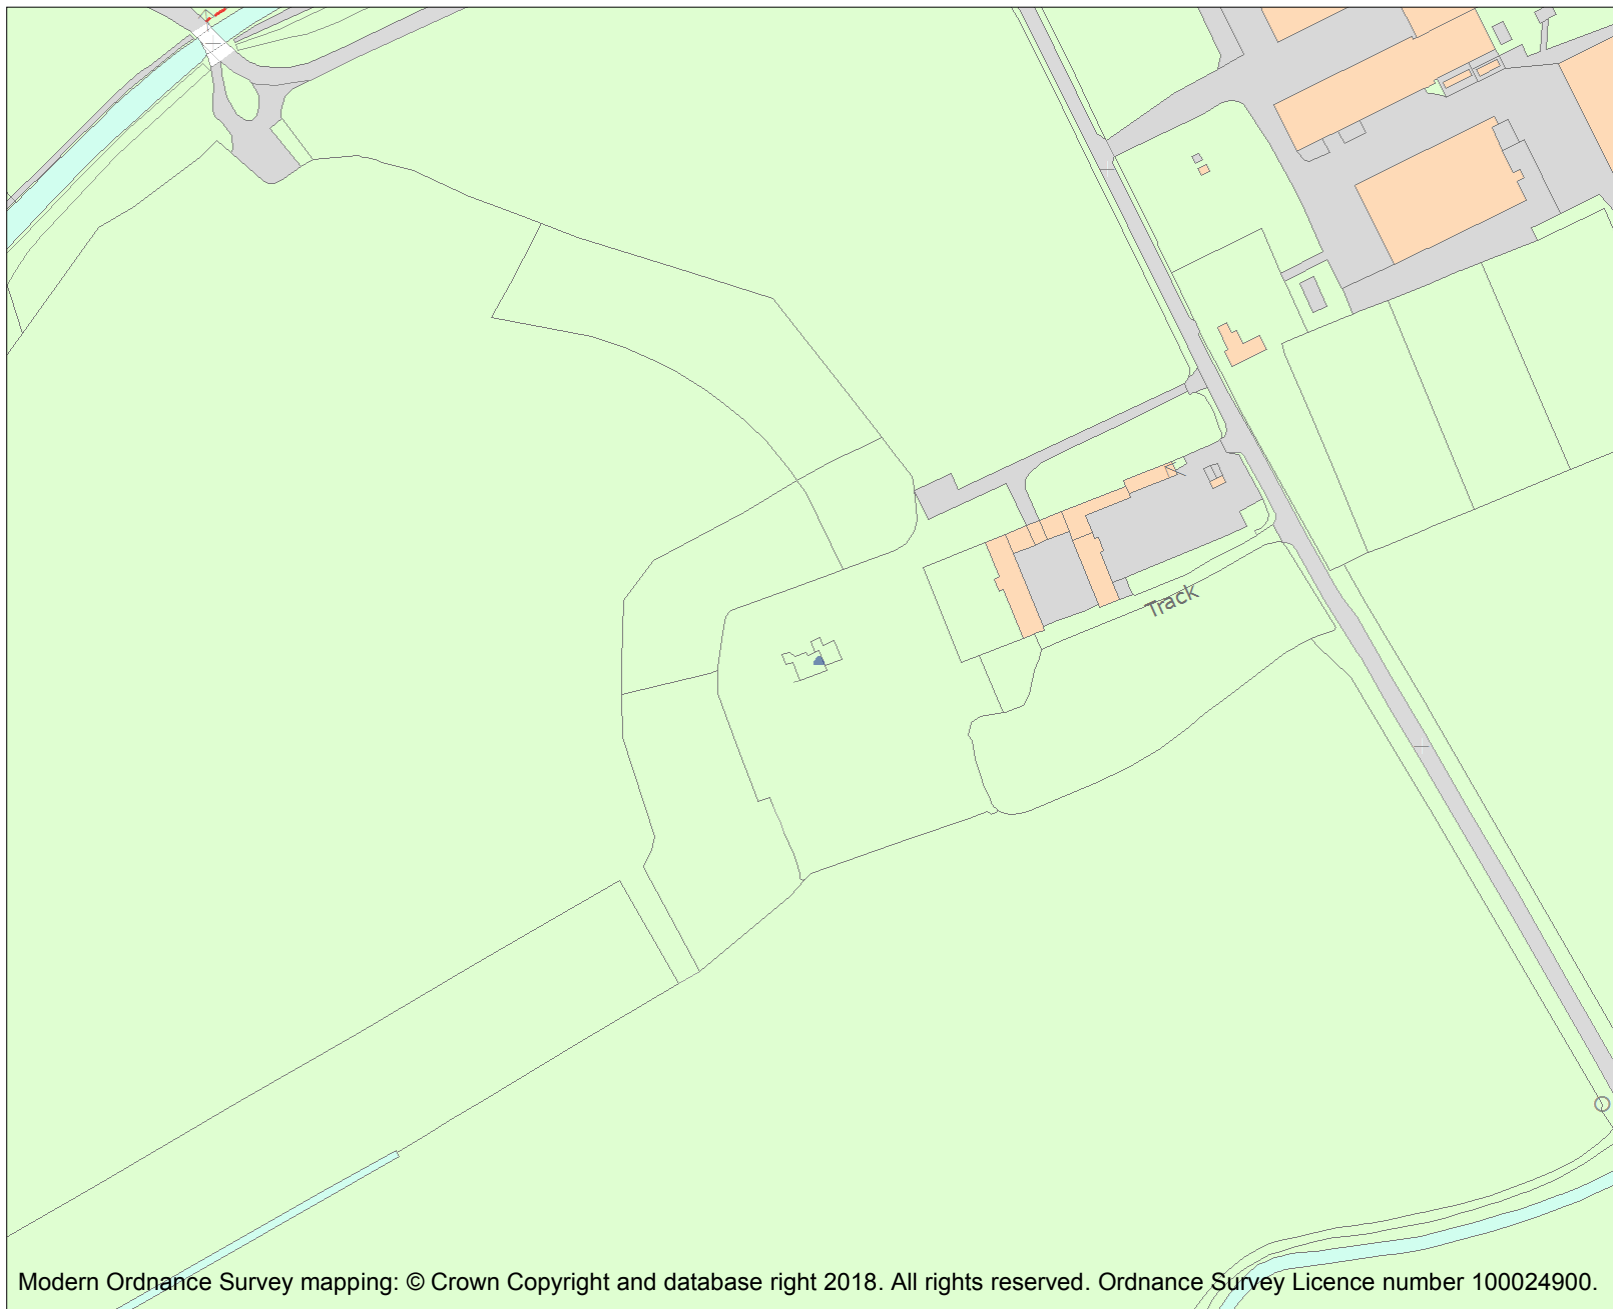 Track
Modern Ordnance Survey mapping: © Crown Copyright and database right 2018. All rights reserved. Ordnance Survey Licence number 100024900.